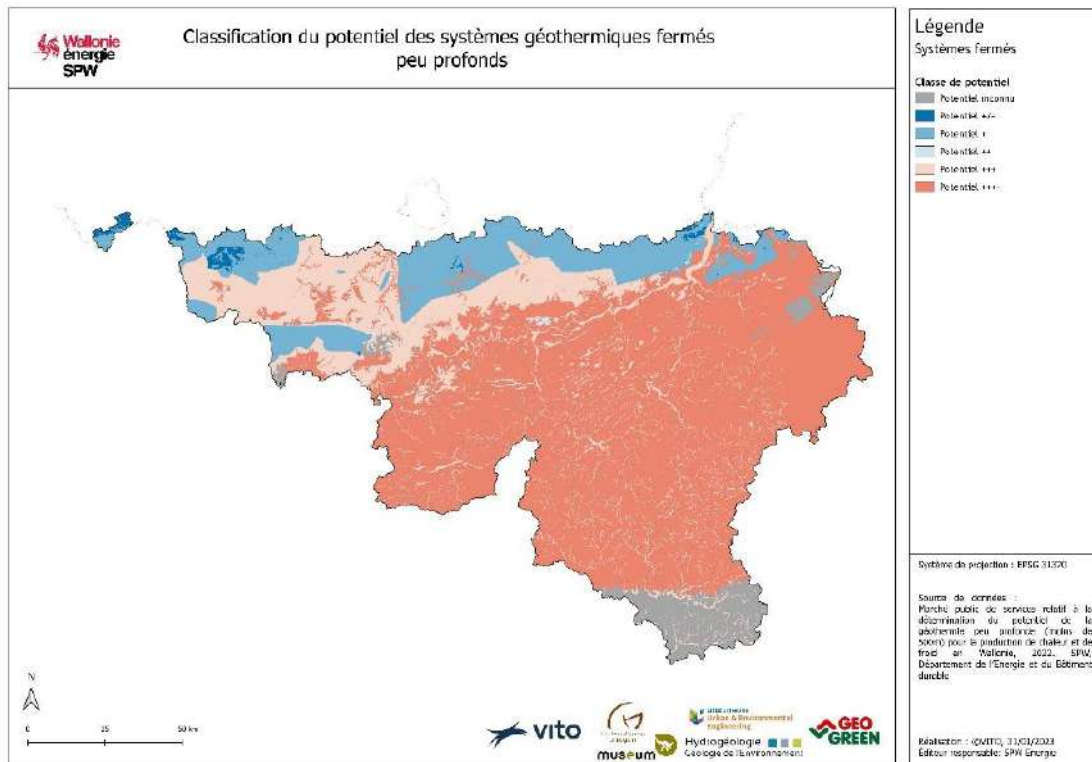 Wallonie
énergie
SPW
Classification du potentiel des systèmes géothermiques fermés
peu profonds
Légende
Systèmes fermés
Classe de potentiel
Potentiel inconnu
Potentiel +/-
Potentiel +
Potentiel ++
Potentiel +++
Potentiel ++++
Système de projection : EPSG 31370
Source de données :
Marché public de services relatif à la
détermination du potentiel de la
géothermie peu profonde (moins de
500m) pour la production de chaleur et de
froid en Wallonie, 2022. SPW,
Département de l'Energie et du Bâtiment
durable
Réalisation : ©VITO, 31/01/2023
Éditeur responsable: SPW Energie
N
0 25 50 km
vito
museum
Urban & Environmental
Engineering
Hydrogéologie
Géologie de l'Environnement
GEO
GREEN